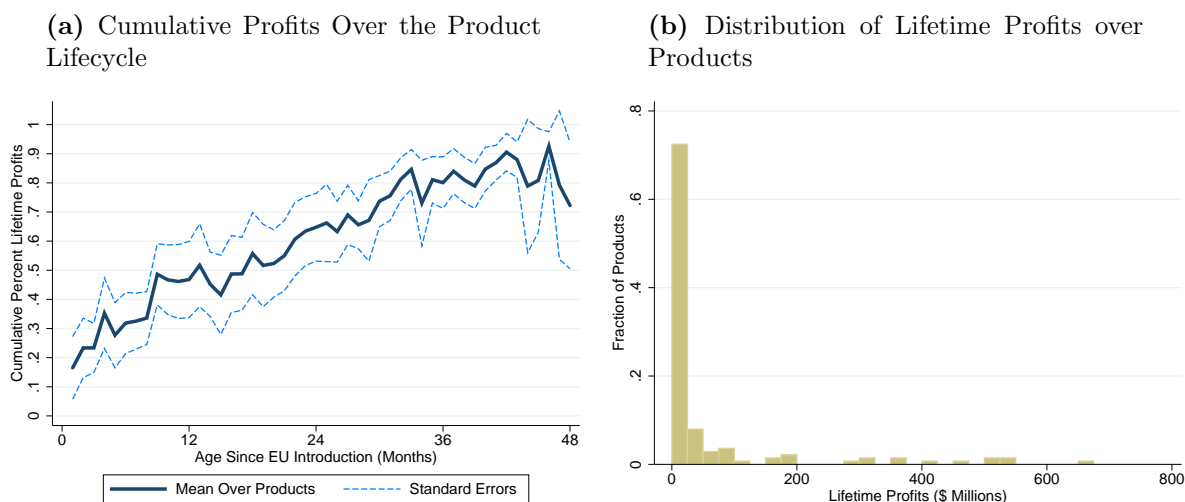 (a) Cumulative Profits Over the Product
Lifecycle
Cumulative Percent Lifetime Profits
1
.9
.8
.7
.6
.5
.4
.3
.2
.1
0
0 12 24 36 48
Age Since EU Introduction (Months)
Mean Over Products Standard Errors
(b) Distribution of Lifetime Profits over
Products
Fraction of Products
.8
.6
.4
.2
0
0 200 400 600 800
Lifetime Profits ($ Millions)